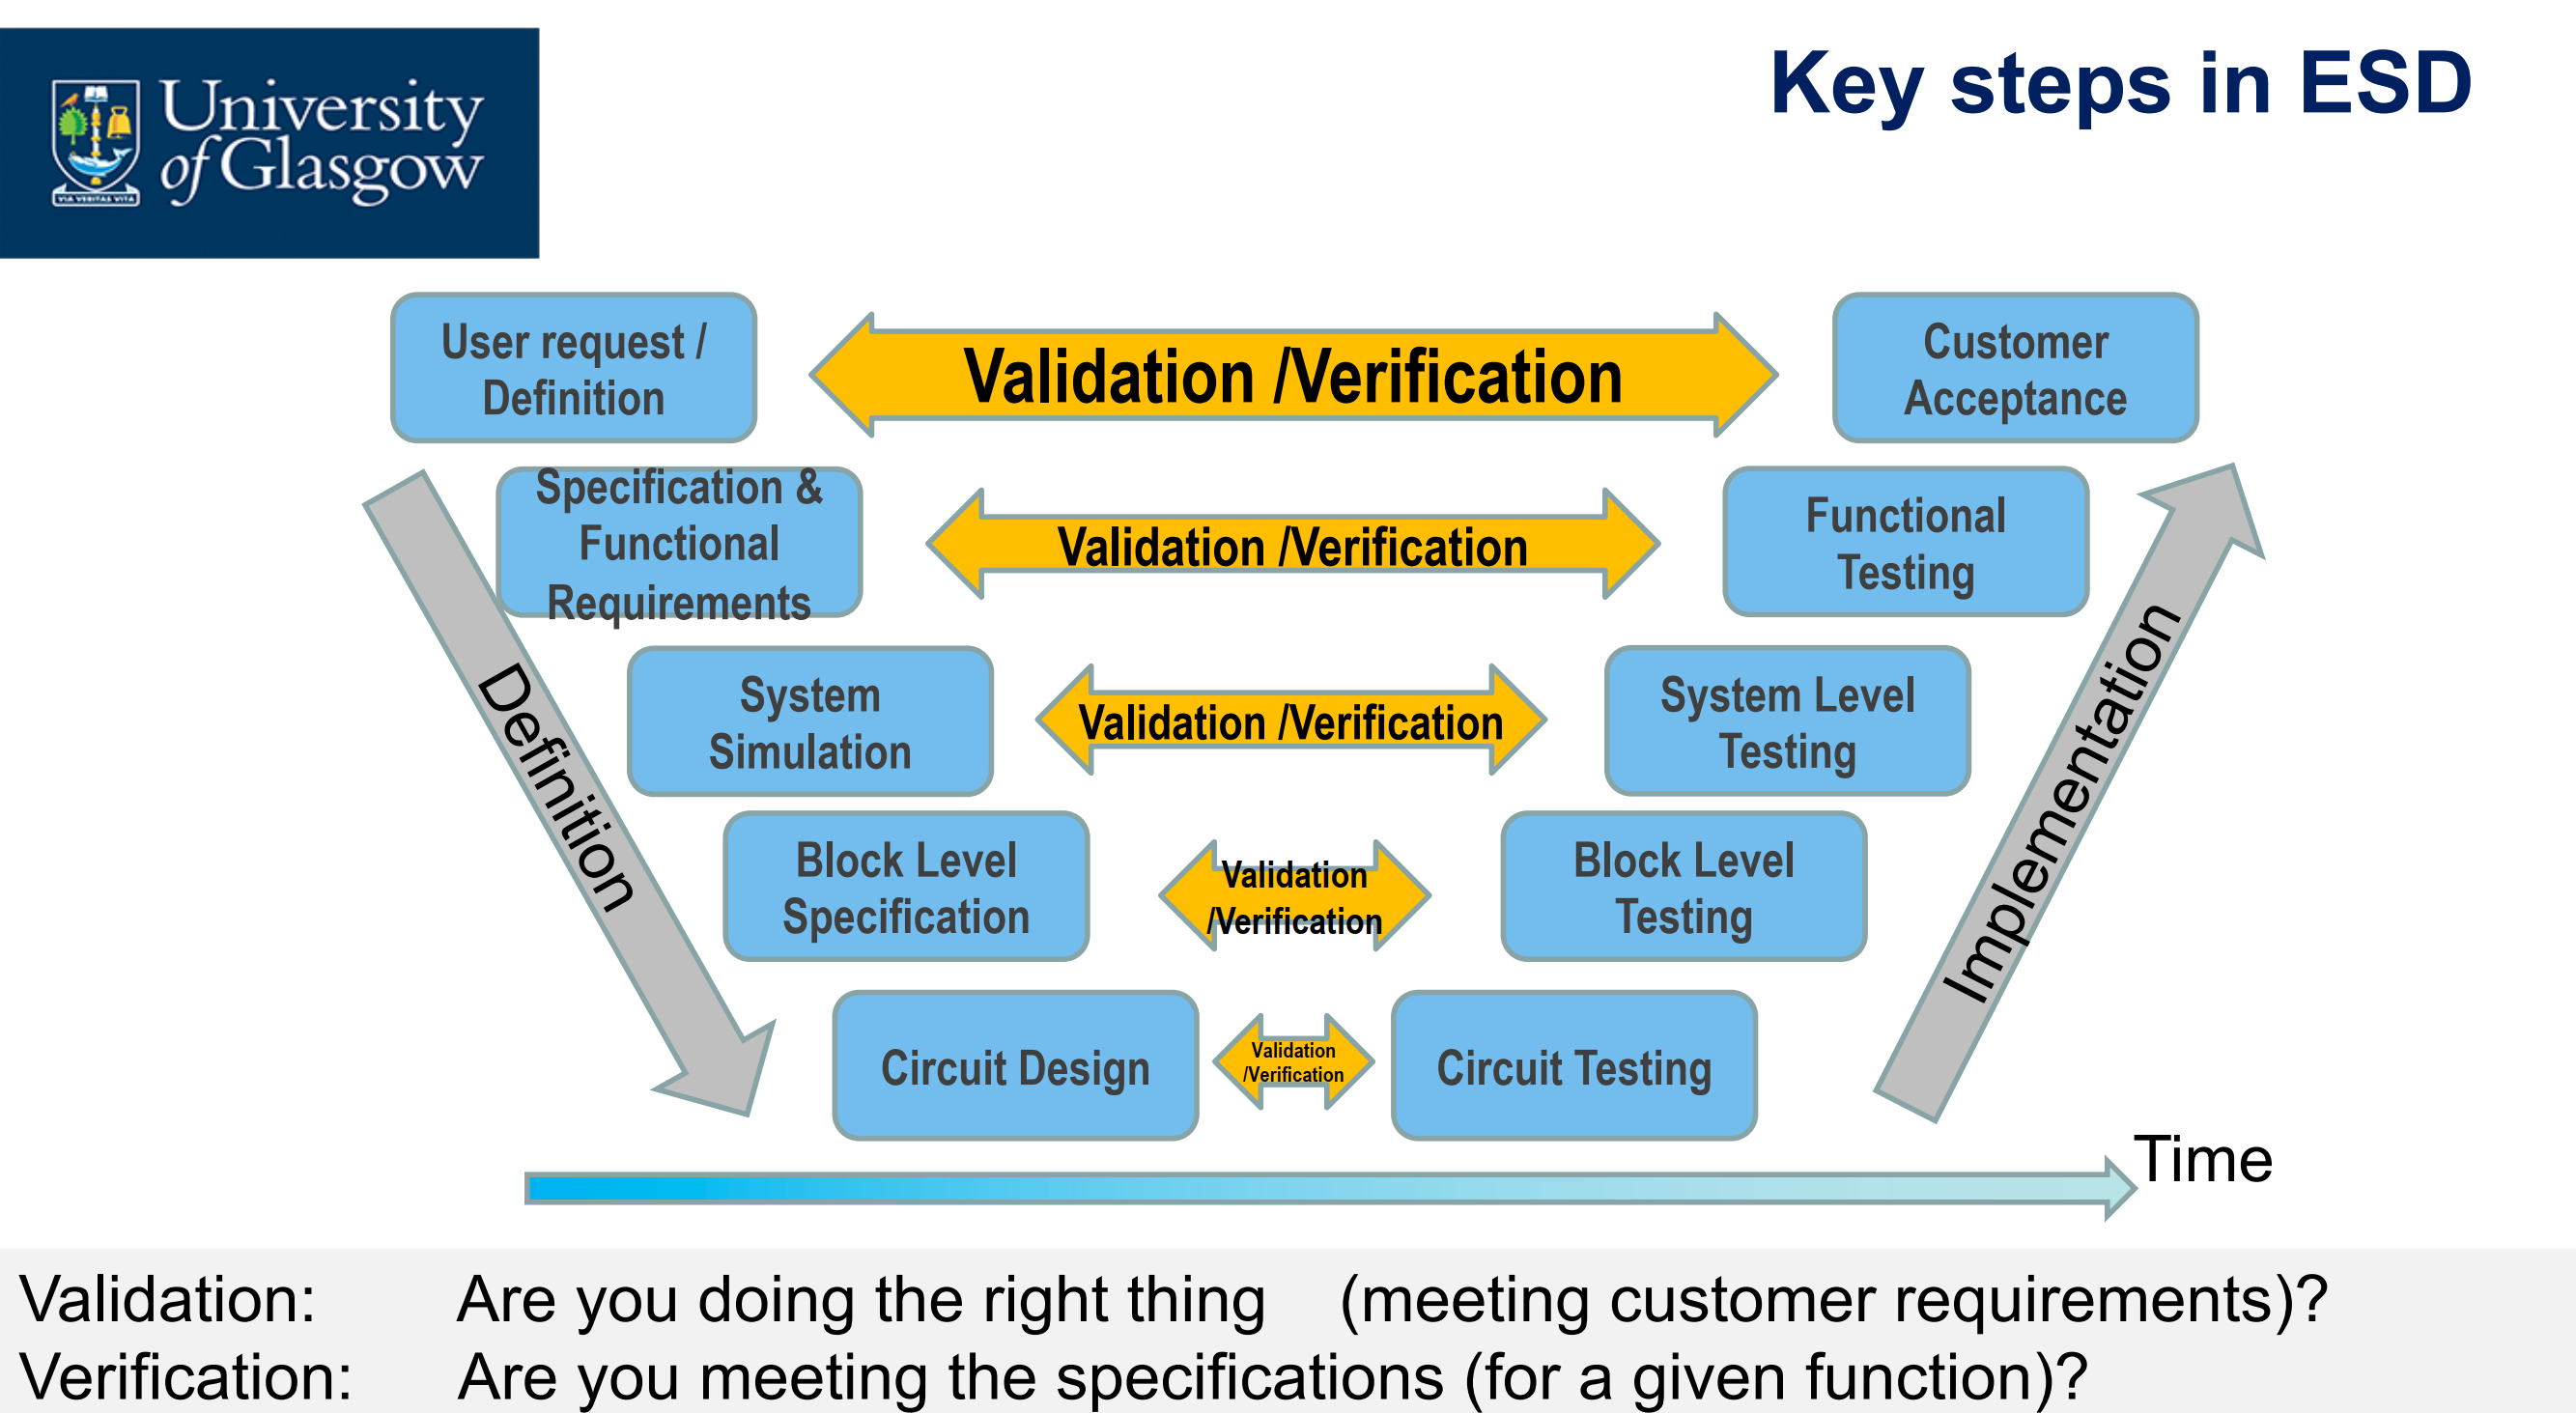 University
of Glasgow
VIA VERITAS VITA
Key steps in ESD
User request /
Definition
Validation /Verification
Customer
Acceptance
Specification &
Functional
Requirements
Validation /Verification
Functional
Testing
System
Simulation
Validation /Verification
System Level
Testing
Block Level
Specification
Validation
/Verification
Block Level
Testing
Circuit Design
Validation
/Verification
Circuit Testing
Definition
Implementation
Time
Validation: Are you doing the right thing (meeting customer requirements)?
Verification: Are you meeting the specifications (for a given function)?